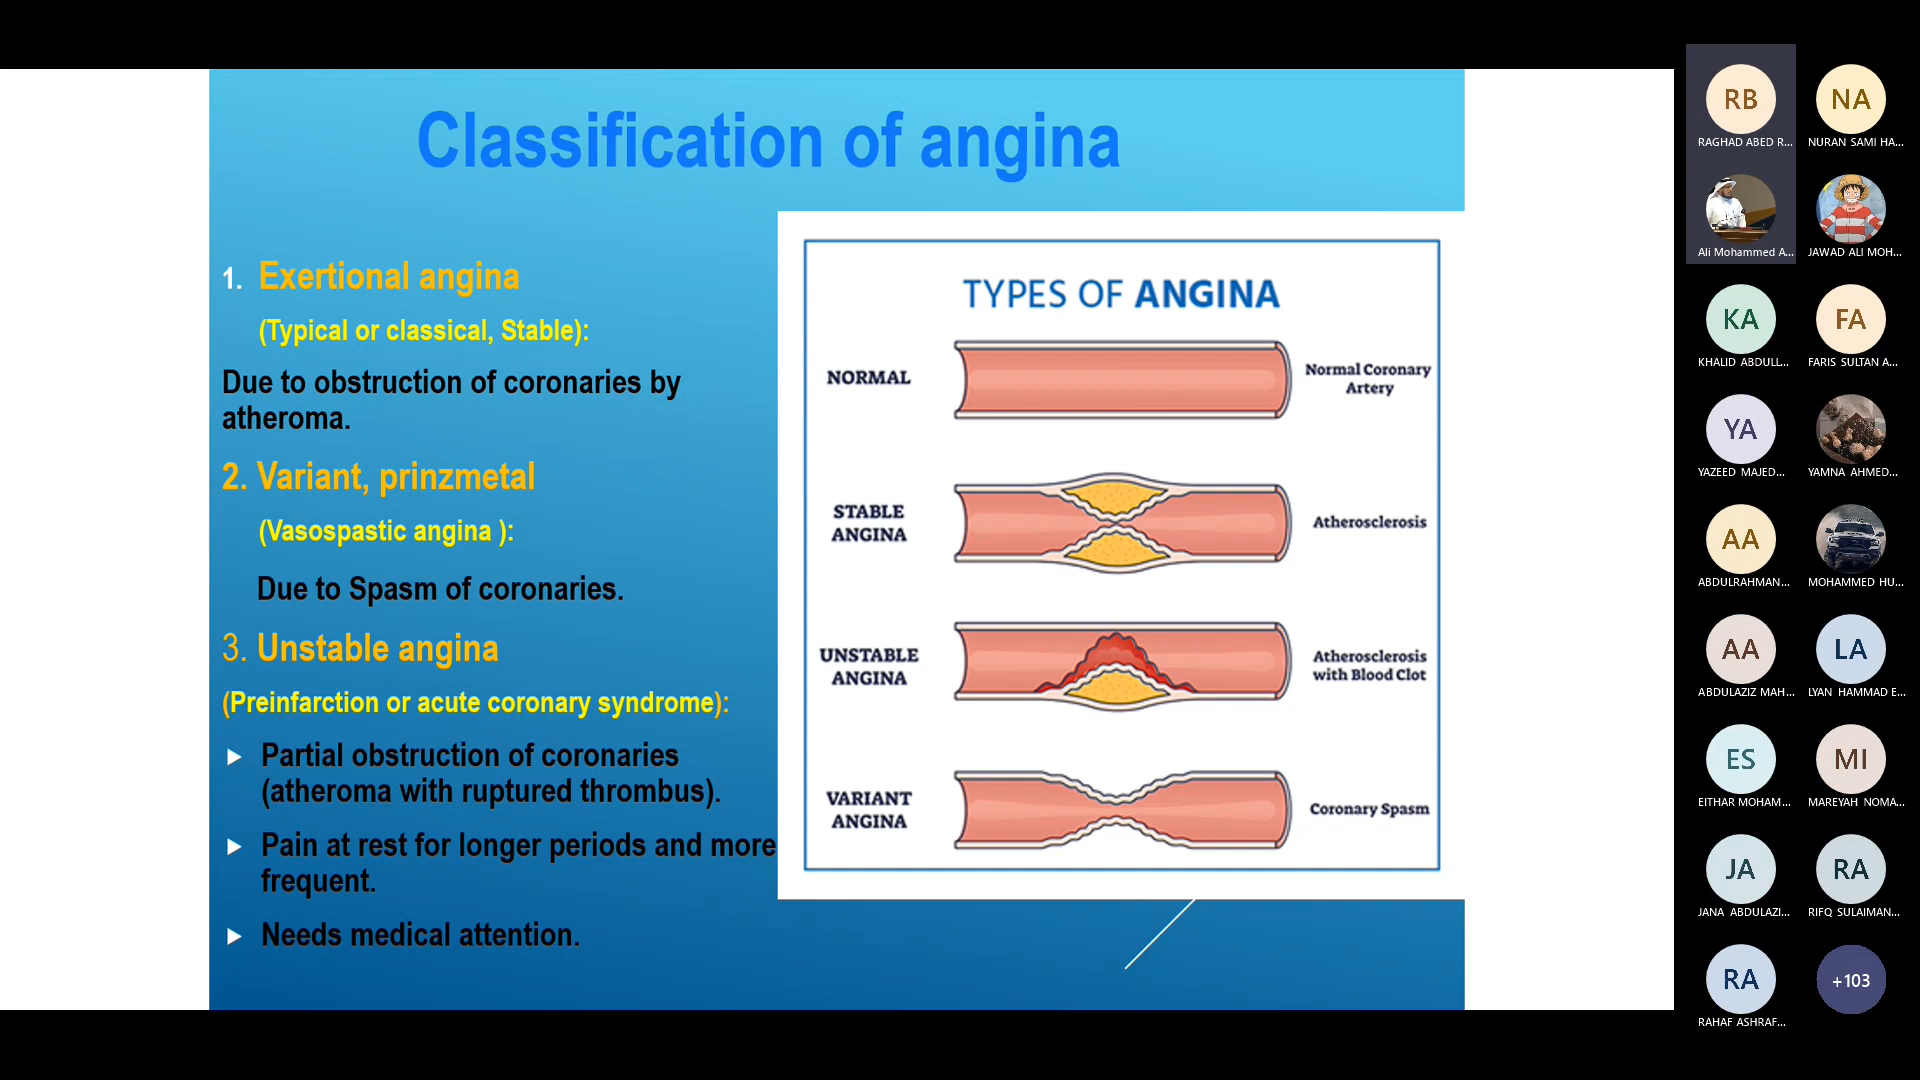 Classification of angina
1. Exertional angina
(Typical or classical, Stable):
Due to obstruction of coronaries by
atheroma.
2. Variant, prinzmetal
(Vasospastic angina ):
Due to Spasm of coronaries.
3. Unstable angina
(Preinfarction or acute coronary syndrome):
Partial obstruction of coronaries
(atheroma with ruptured thrombus).
Pain at rest for longer periods and more
frequent.
Needs medical attention.
TYPES OF ANGINA
NORMAL
Normal Coronary
Artery
STABLE
ANGINA
Atherosclerosis
UNSTABLE
ANGINA
Atherosclerosis
with Blood Clot
VARIANT
ANGINA
Coronary Spasm
RB
RAGHAD ABED R...
NA
NURAN SAMI HA...
Ali Mohammed A...
JAWAD ALI MOH...
KA
KHALID ABDULL...
FA
FARIS SULTAN A...
YA
YAZEED MAJED...
YAMNA AHMED...
AA
ABDULRAHMAN...
MOHAMMED HU...
AA
ABDULAZIZ MAH...
LA
LYAN HAMMAD E...
ES
EITHAR MOHAM...
MI
MAREYAH NOMA...
JA
JANA ABDULAZI...
RA
RIFQ SULAIMAN...
RA
RAHAF ASHRAF...
+103